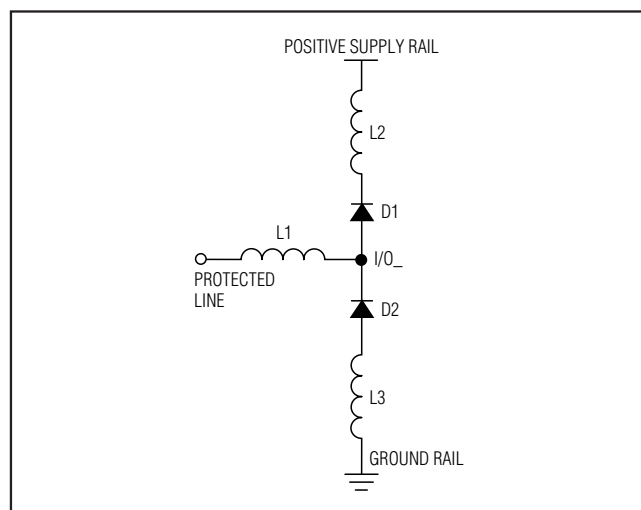 POSITIVE SUPPLY RAIL
L2
D1
L1
I/O_
PROTECTED
LINE
D2
L3
GROUND RAIL